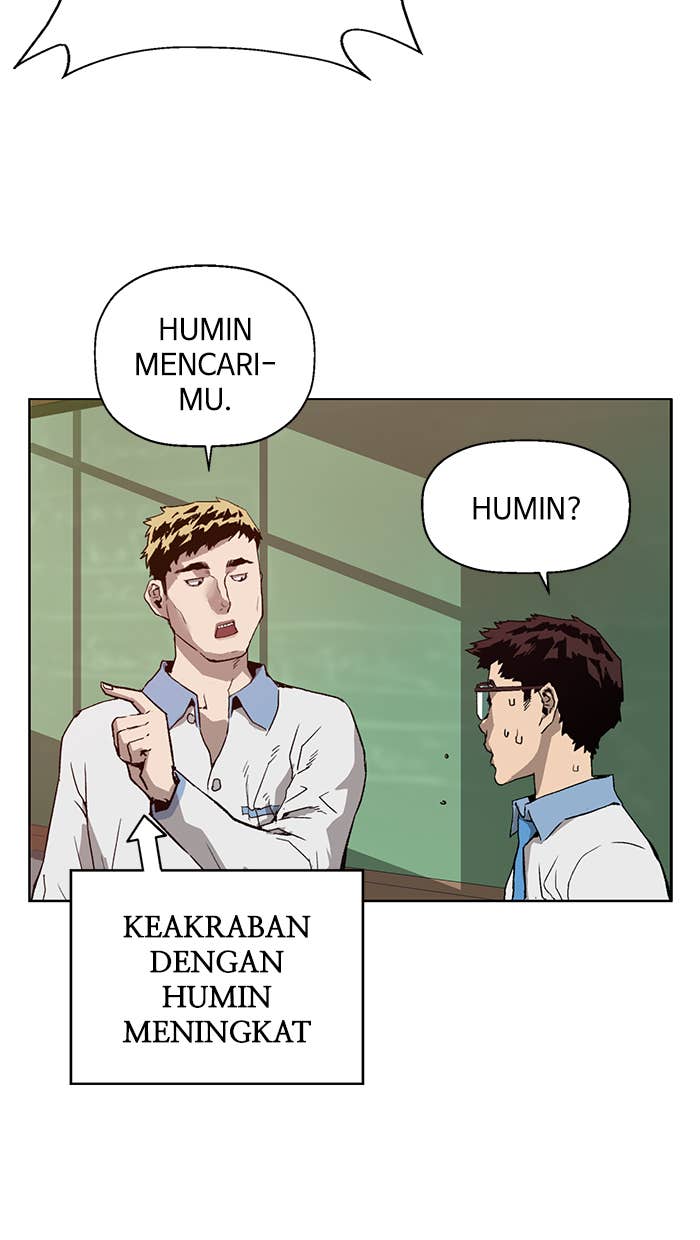 HUMIN
MENCARI-
MU.
HUMIN?
KEAKRABAN
DENGAN
HUMIN
MENINGKAT